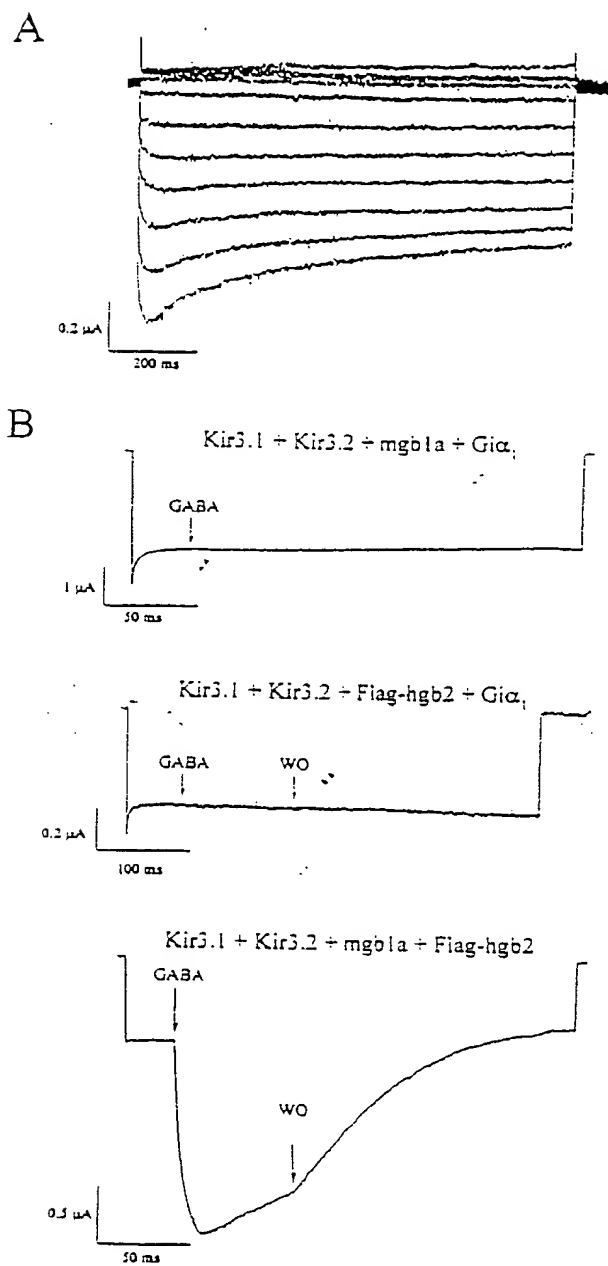 A
0.2 μA
200 ms
B
Kir3.1 + Kir3.2 + mgb1a + Giα₁
GABA
1 μA
50 ms
Kir3.1 + Kir3.2 + Flag-hgb2 + Giα₁
GABA WO
0.2 μA
100 ms
Kir3.1 + Kir3.2 + mgb1a + Flag-hgb2
GABA
WO
0.5 μA
50 ms